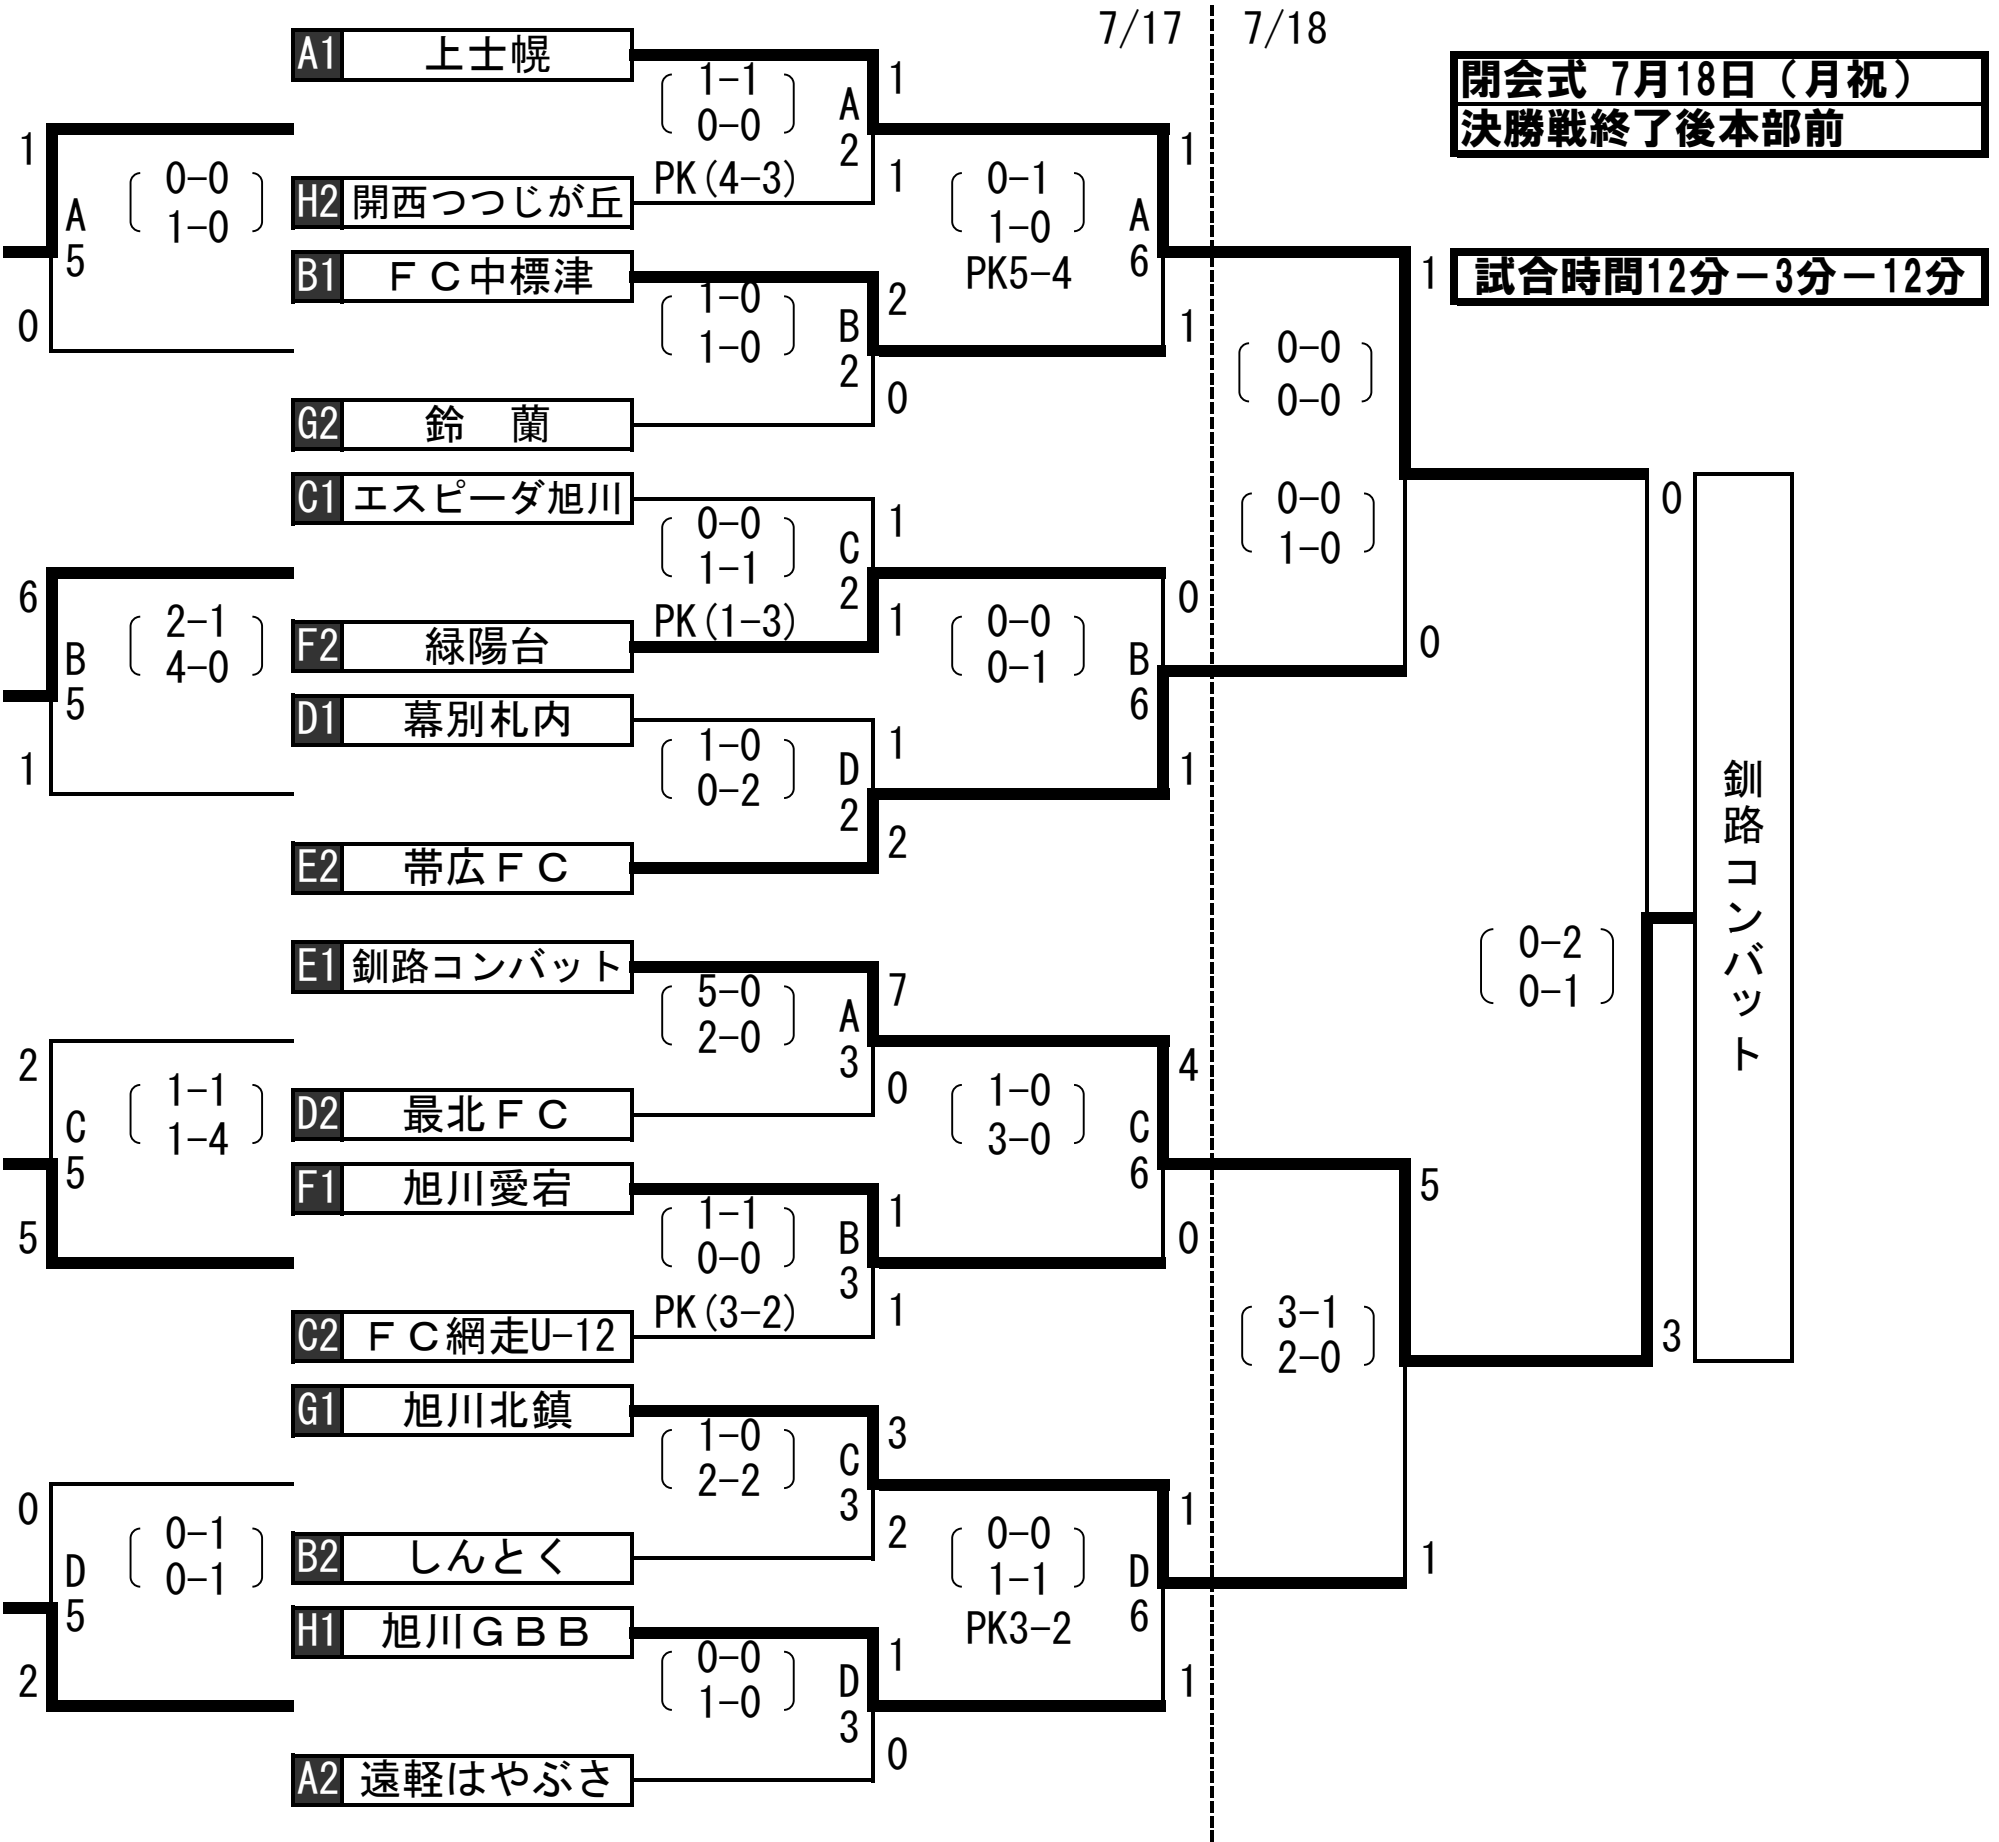 7/17
7/18
A1 上士幌
1
1-1
0-0
A
2
閉会式 7月18日（月祝）
決勝戦終了後本部前
1
1
0-0
1-0
A
5
H2 開西つつじが丘
PK(4-3)
1
0-1
1-0
A
6
PK5-4
B1 ＦＣ中標津
1
試合時間12分－3分－12分
0
1-0
1-0
B
2
2
1
0-0
0-0
G2 鈴　蘭
0
C1 エスピーダ旭川
1
0-0
1-1
C
2
0-0
1-0
0
6
2-1
4-0
B
5
F2 緑陽台
PK(1-3)
1
0-0
0-1
B
6
0
0
D1 幕別札内
1
1-0
0-2
D
2
1
1
E2 帯広ＦＣ
2
釧路コンバット
0-2
0-1
E1 釧路コンバット
7
5-0
2-0
A
3
2
1-1
1-4
C
5
D2 最北ＦＣ
0
1-0
3-0
C
6
4
F1 旭川愛宕
1
1-1
0-0
B
3
5
0
5
C2 ＦＣ網走U-12
PK(3-2)
1
3-1
2-0
3
G1 旭川北鎮
3
1-0
2-2
C
3
0
0-1
0-1
D
5
B2 しんとく
2
0-0
1-1
D
6
PK3-2
1
1
H1 旭川ＧＢＢ
1
0-0
1-0
D
3
2
1
A2 遠軽はやぶさ
0